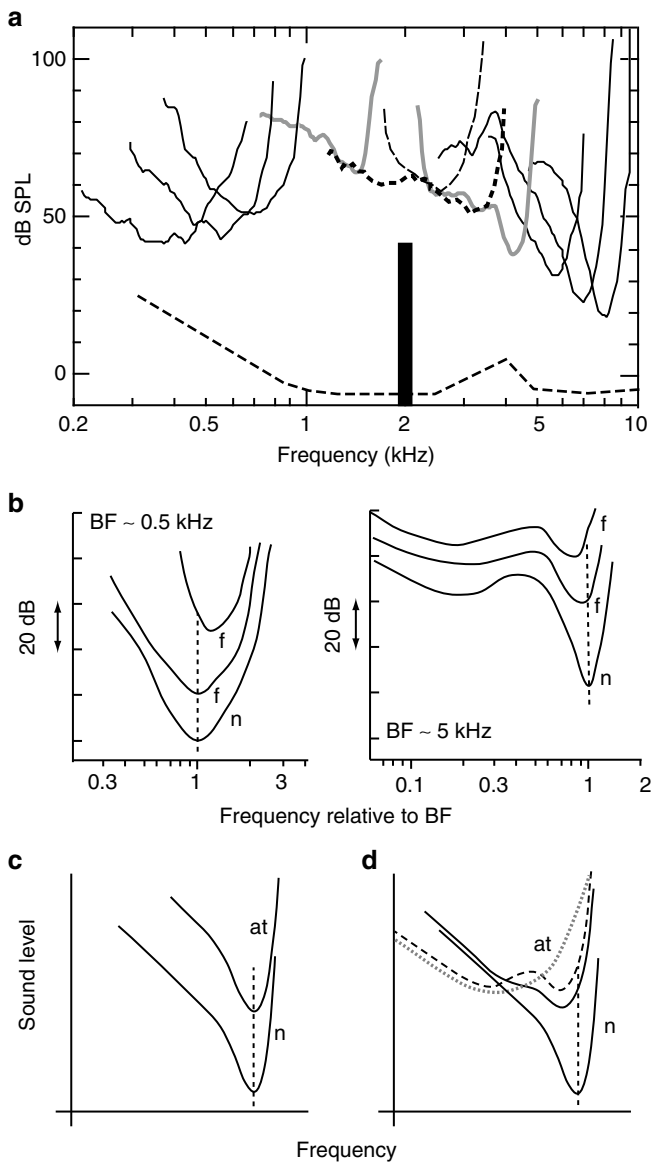 a
100
50
0
dB SPL
0.2
0.5
1
2
5
10
Frequency (kHz)
b
BF ~ 0.5 kHz
f
f
n
20 dB
0.3
1
3
f
f
n
20 dB
BF ~ 5 kHz
0.1
0.3
1
2
Frequency relative to BF
c
d
at
n
at
n
Sound level
Frequency